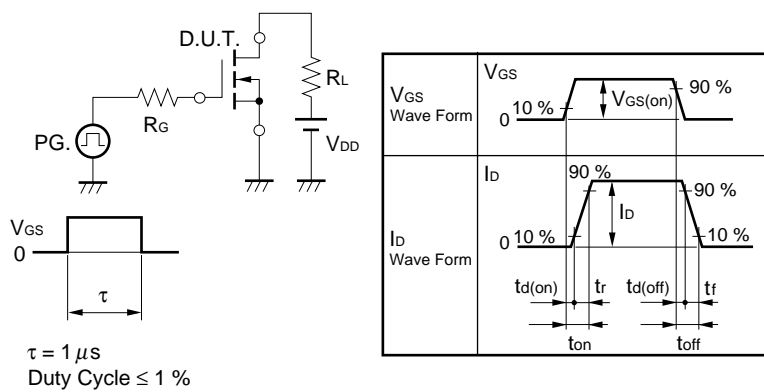 D.U.T.
RL
RG
PG.
VDD
VGS
0
τ
τ = 1 μs
Duty Cycle ≤ 1 %
VGS
Wave Form
VGS
10 %
0
VGS(on)
90 %
ID
Wave Form
ID
90 %
90 %
0
10 %
ID
10 %
td(on)
tr
td(off)
tf
ton
toff